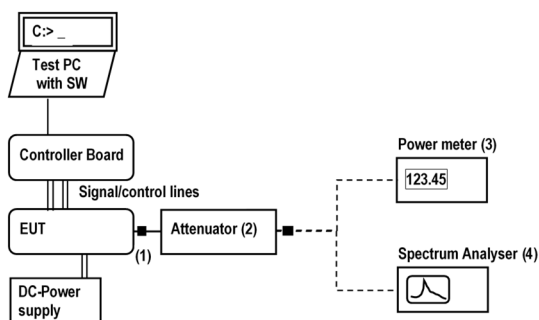 C:> _
Test PC
with SW
Controller Board
Signal/control lines
EUT
(1)
Attenuator (2)
Power meter (3)
123.45
Spectrum Analyser (4)
DC-Power
supply